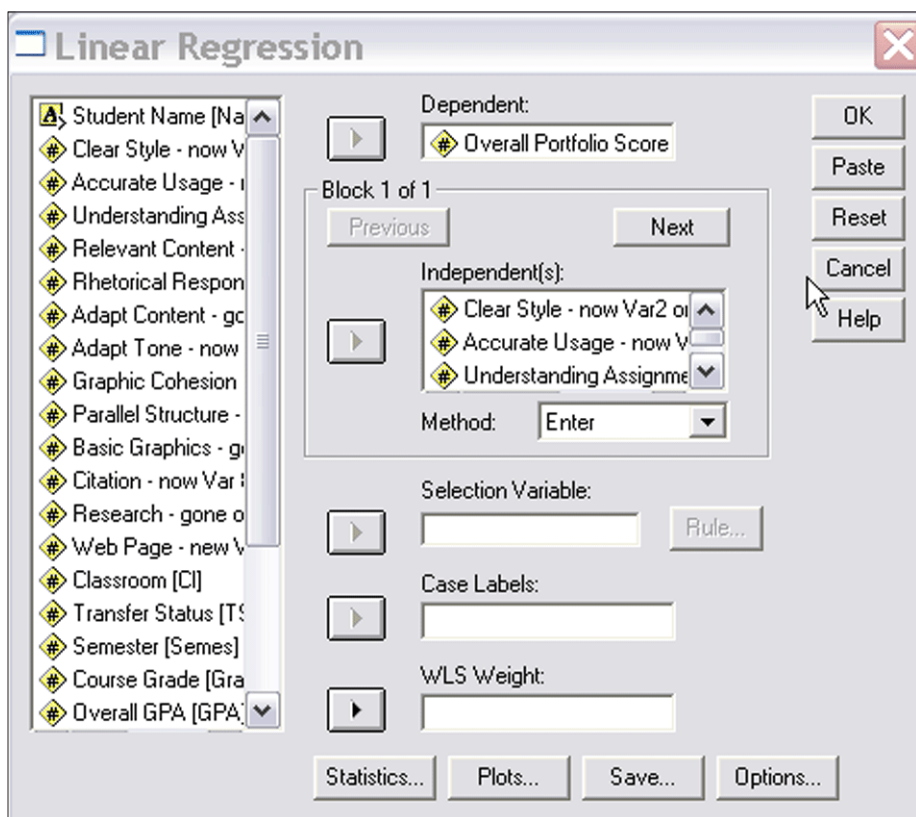 Linear Regression
Student Name [Na
Clear Style - now V
Accurate Usage - r
Understanding Ass
Relevant Content -
Rhetorical Respon
Adapt Content - go
Adapt Tone - now
Graphic Cohesion
Parallel Structure -
Basic Graphics - g
Citation - now Var
Research - gone o
Web Page - new V
Classroom [Cl]
Transfer Status [TS
Semester [Semes]
Course Grade [Gra
Overall GPA [GPA]
Dependent:
Overall Portfolio Score
Block 1 of 1
Previous
Next
Independent(s):
Clear Style - now Var2 o
Accurate Usage - now V
Understanding Assignme
Method:
Enter
Selection Variable:
Rule...
Case Labels:
WLS Weight:
Statistics...
Plots...
Save...
Options...
OK
Paste
Reset
Cancel
Help